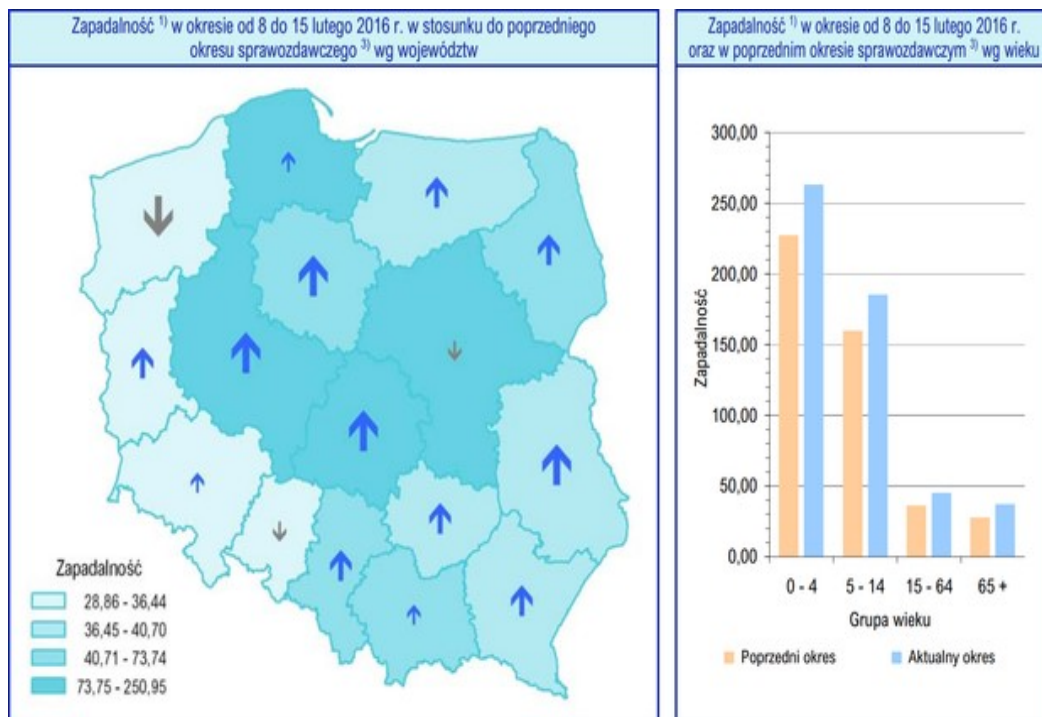 Zapadalność ¹⁾ w okresie od 8 do 15 lutego 2016 r. w stosunku do poprzedniego
okresu sprawozdawczego ³⁾ wg województw
Zapadalność
28,86 - 36,44
36,45 - 40,70
40,71 - 73,74
73,75 - 250,95
Zapadalność ¹⁾ w okresie od 8 do 15 lutego 2016 r.
oraz w poprzednim okresie sprawozdawczym ³⁾ wg wieku
300,00
250,00
200,00
150,00
100,00
50,00
0,00
Zapadalność
0 - 4 5 - 14 15 - 64 65 +
Grupa wieku
Poprzedni okres Aktualny okres